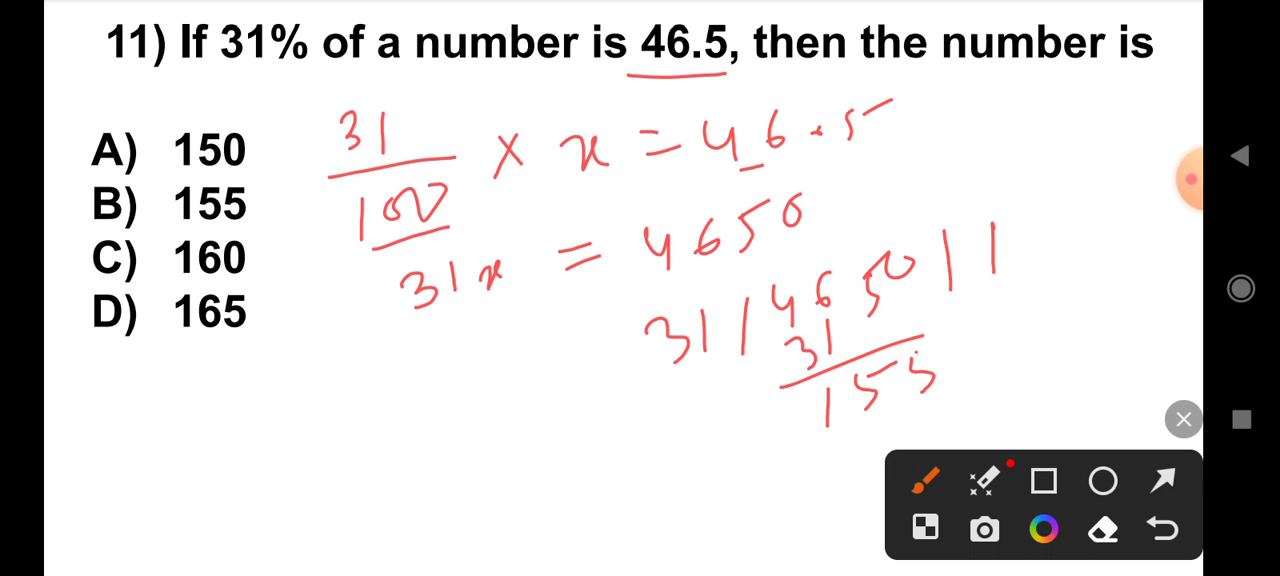 11) If 31% of a number is 46.5, then the number is
A) 150
B) 155
C) 160
D) 165
31/100 × x = 46.5
31x = 4650
31 / 4650 | 1
31
155